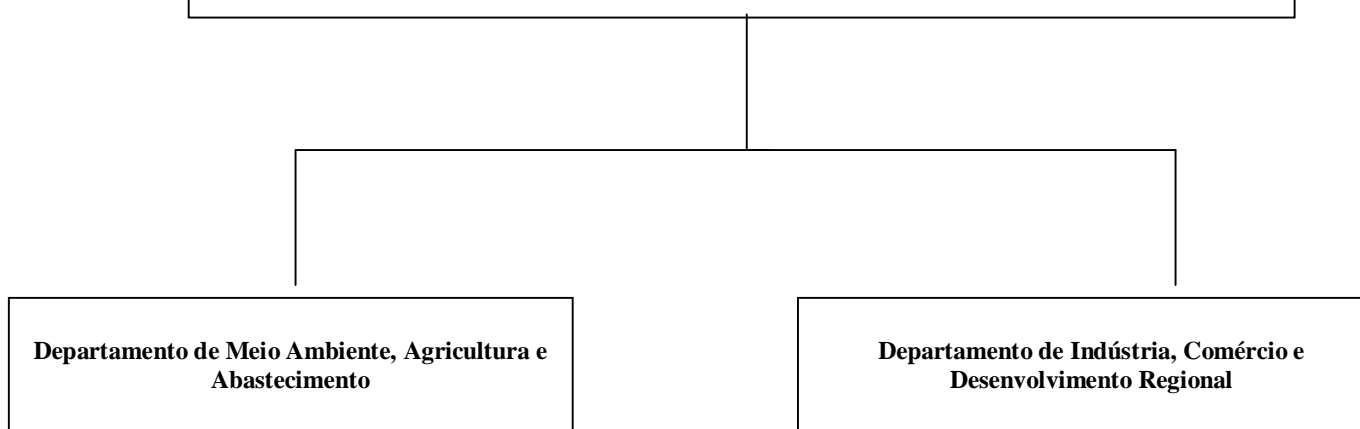 Departamento de Meio Ambiente, Agricultura e
Abastecimento
Departamento de Indústria, Comércio e
Desenvolvimento Regional